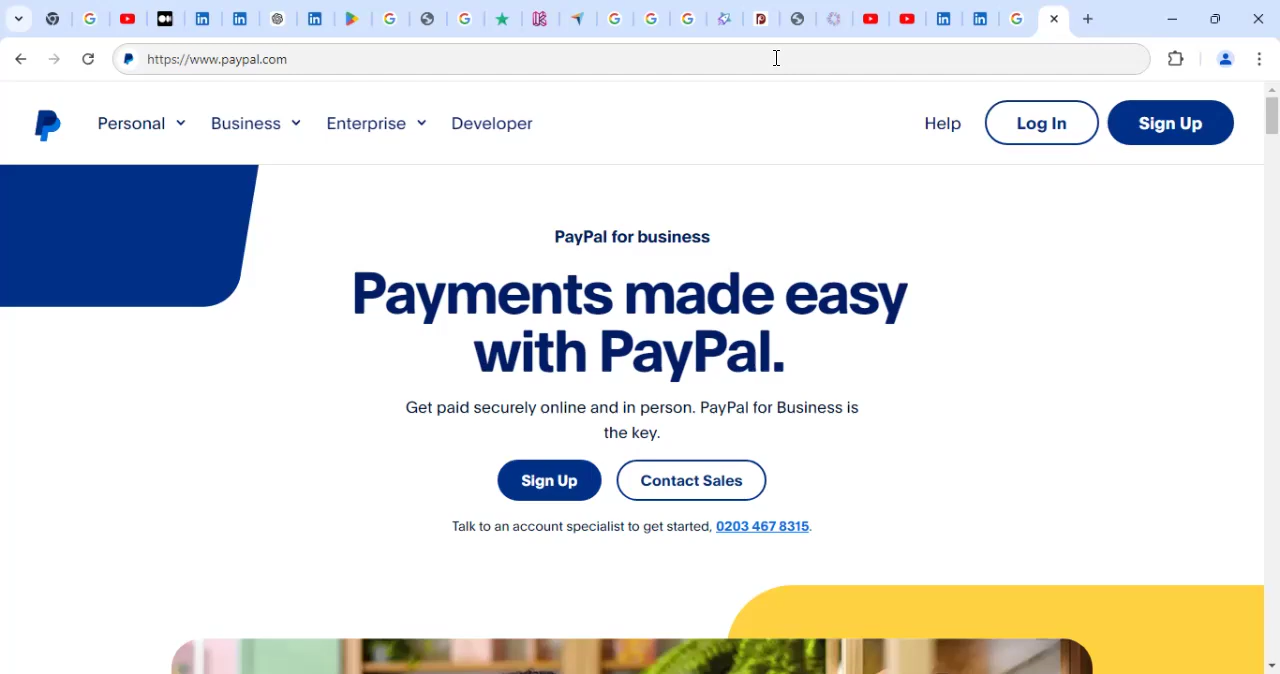 https://www.paypal.com
Personal Business Enterprise Developer Help Log In Sign Up
PayPal for business
Payments made easy
with PayPal.
Get paid securely online and in person. PayPal for Business is
the key.
Sign Up Contact Sales
Talk to an account specialist to get started, 0203 467 8315.